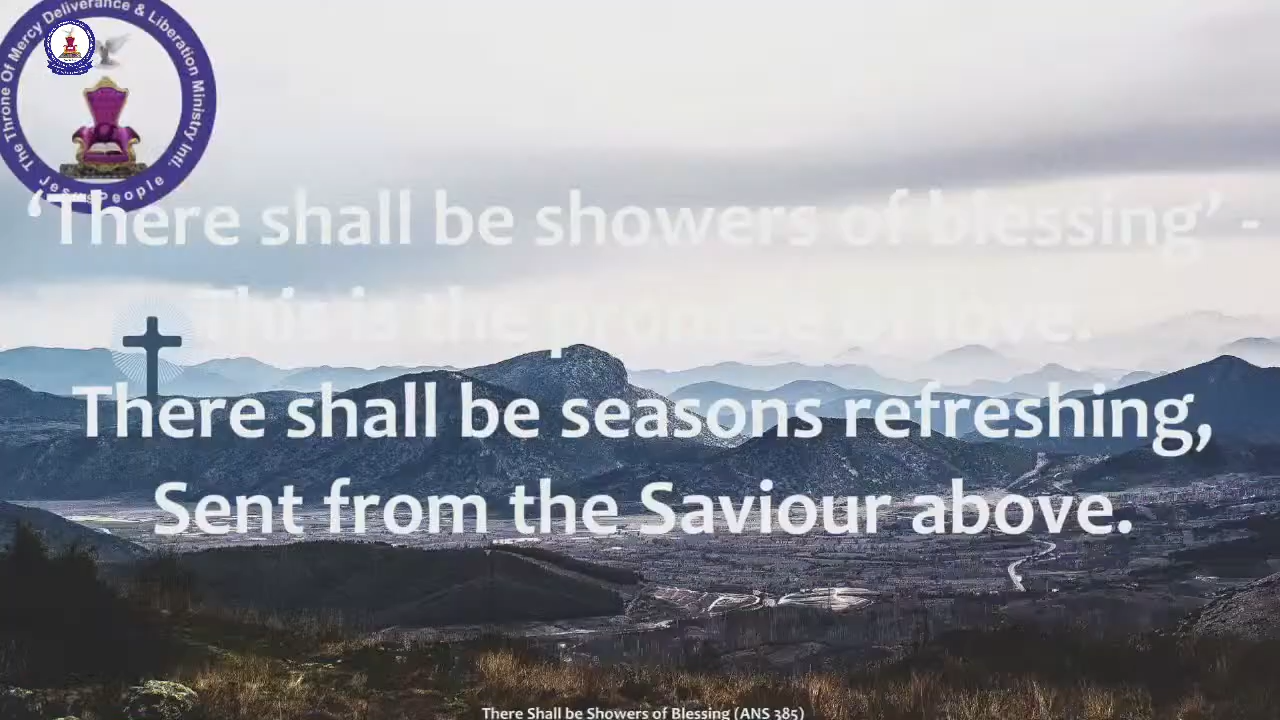 The Throne Of Mercy Deliverance & Liberation Ministry Intl.
Jesus People
‘There shall be showers of blessing’ -
This is the promise of love.
There shall be seasons refreshing,
Sent from the Saviour above.
There Shall be Showers of Blessing (ANS 385)